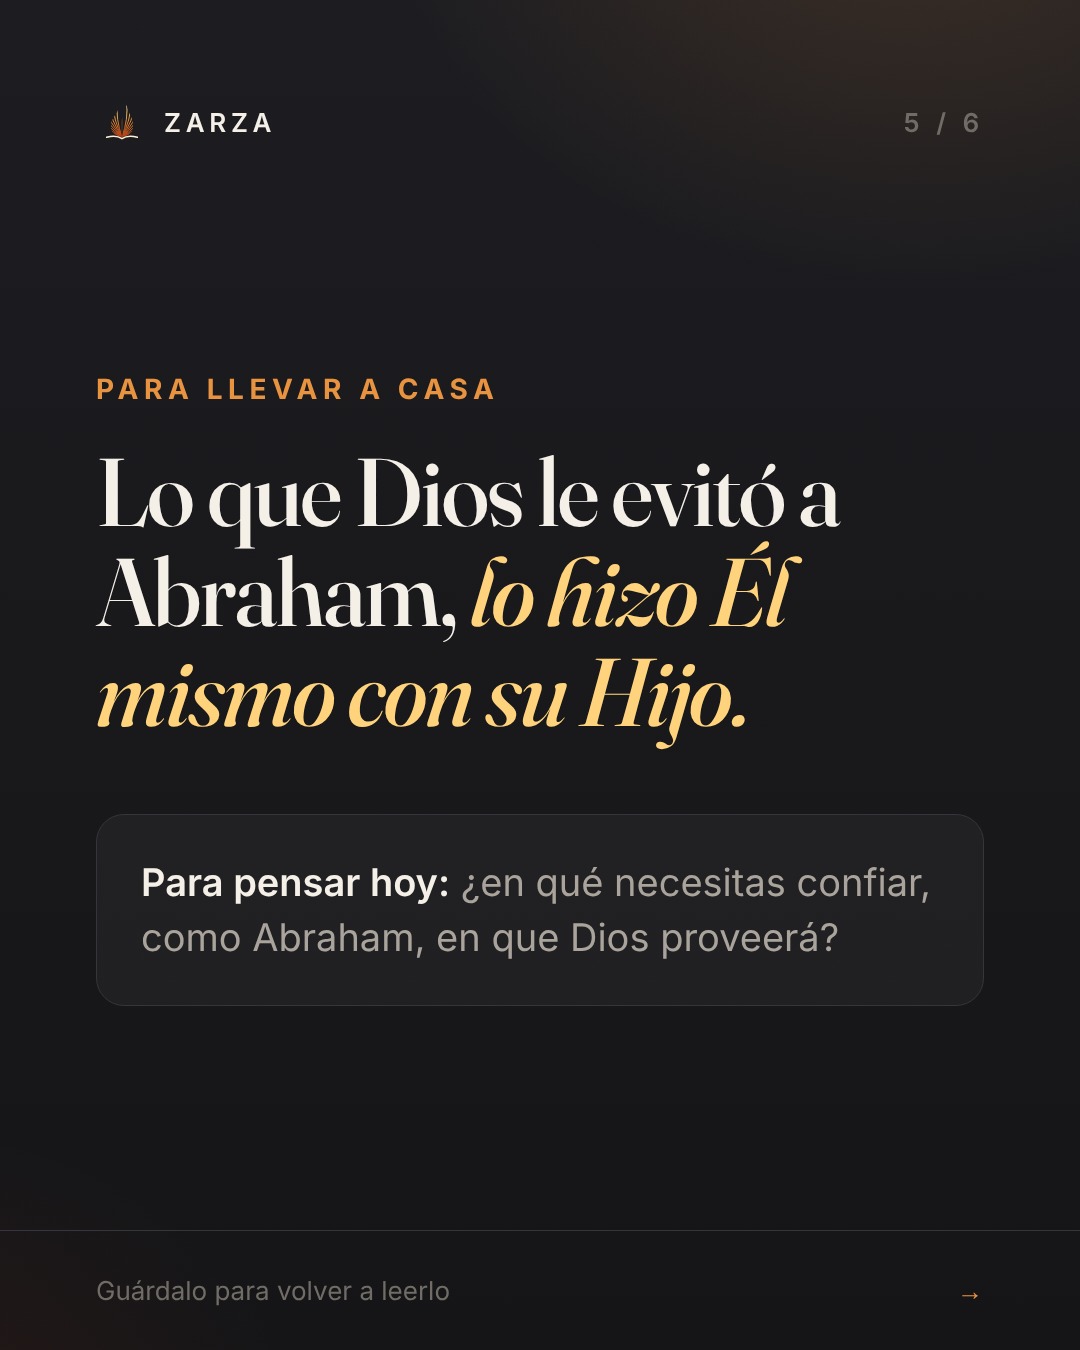 ZARZA
5 / 6
PARA LLEVAR A CASA
Lo que Dios le evitó a
Abraham, lo hizo Él
mismo con su Hijo.
Para pensar hoy: ¿en qué necesitas confiar,
como Abraham, en que Dios proveerá?
Guárdalo para volver a leerlo
→